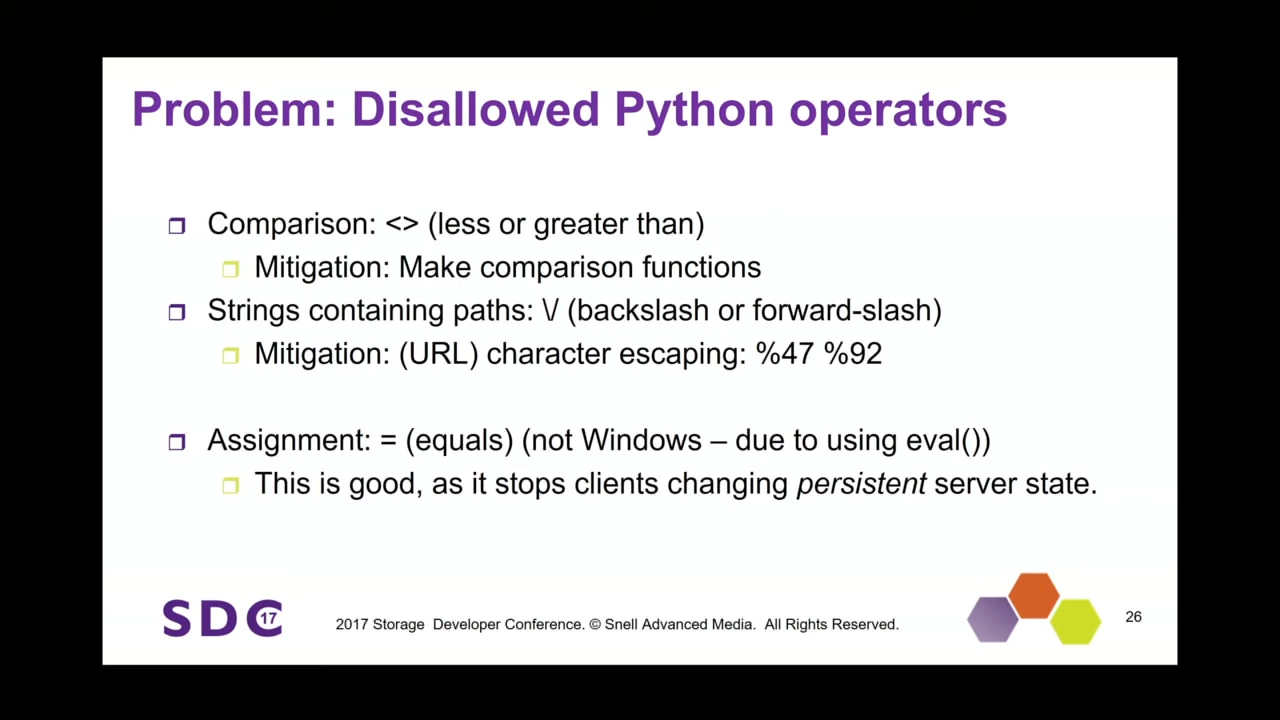 Problem: Disallowed Python operators
Comparison: <> (less or greater than)
Mitigation: Make comparison functions
Strings containing paths: \/ (backslash or forward-slash)
Mitigation: (URL) character escaping: %47 %92
Assignment: = (equals) (not Windows – due to using eval())
This is good, as it stops clients changing persistent server state.
SDC 17
2017 Storage Developer Conference. © Snell Advanced Media. All Rights Reserved.
26